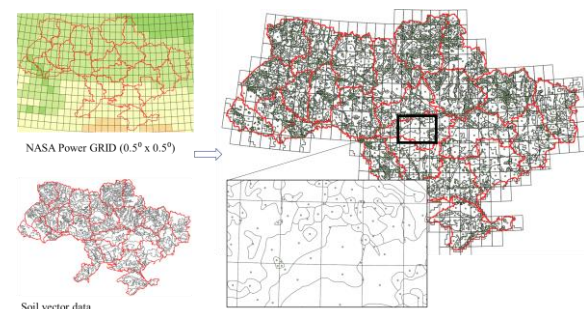 NASA Power GRID (0.5⁰ x 0.5⁰)
Soil vector data